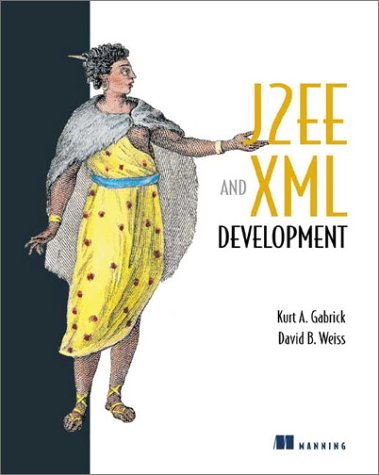 J2EE
AND XML
DEVELOPMENT
Kurt A. Gabrick
David B. Weiss
MANNING